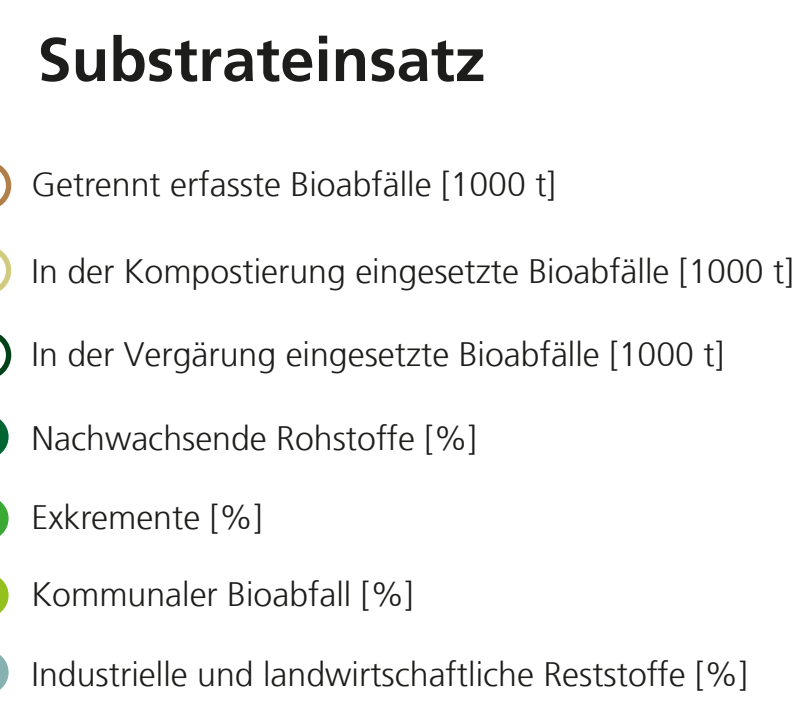 Substrateinsatz
Getrennt erfasste Bioabfälle [1000 t]
In der Kompostierung eingesetzte Bioabfälle [1000 t]
In der Vergärung eingesetzte Bioabfälle [1000 t]
Nachwachsende Rohstoffe [%]
Exkremente [%]
Kommunaler Bioabfall [%]
Industrielle und landwirtschaftliche Reststoffe [%]